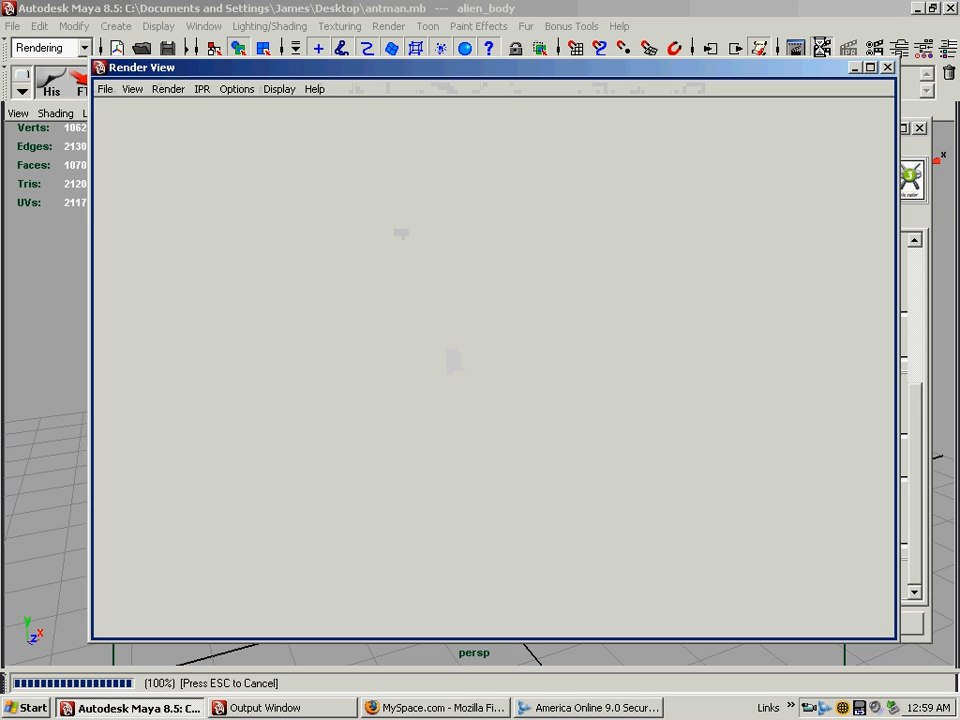 Autodesk Maya 8.5: C:\Documents and Settings\James\Desktop\antman.mb --- alien_body
File Edit Modify Create Display Window Lighting/Shading Texturing Render Toon Paint Effects Fur Bonus Tools Help
Rendering
Render View
His
File View Render IPR Options Display Help
View Shading
Verts: 1062
Edges: 2130
Faces: 1070
Tris: 2120
UVs: 2117
x
3
y
z x
persp
(100%) [Press ESC to Cancel]
Start Autodesk Maya 8.5: C... Output Window MySpace.com - Mozilla Fi... America Online 9.0 Secur... Links » 12:59 AM